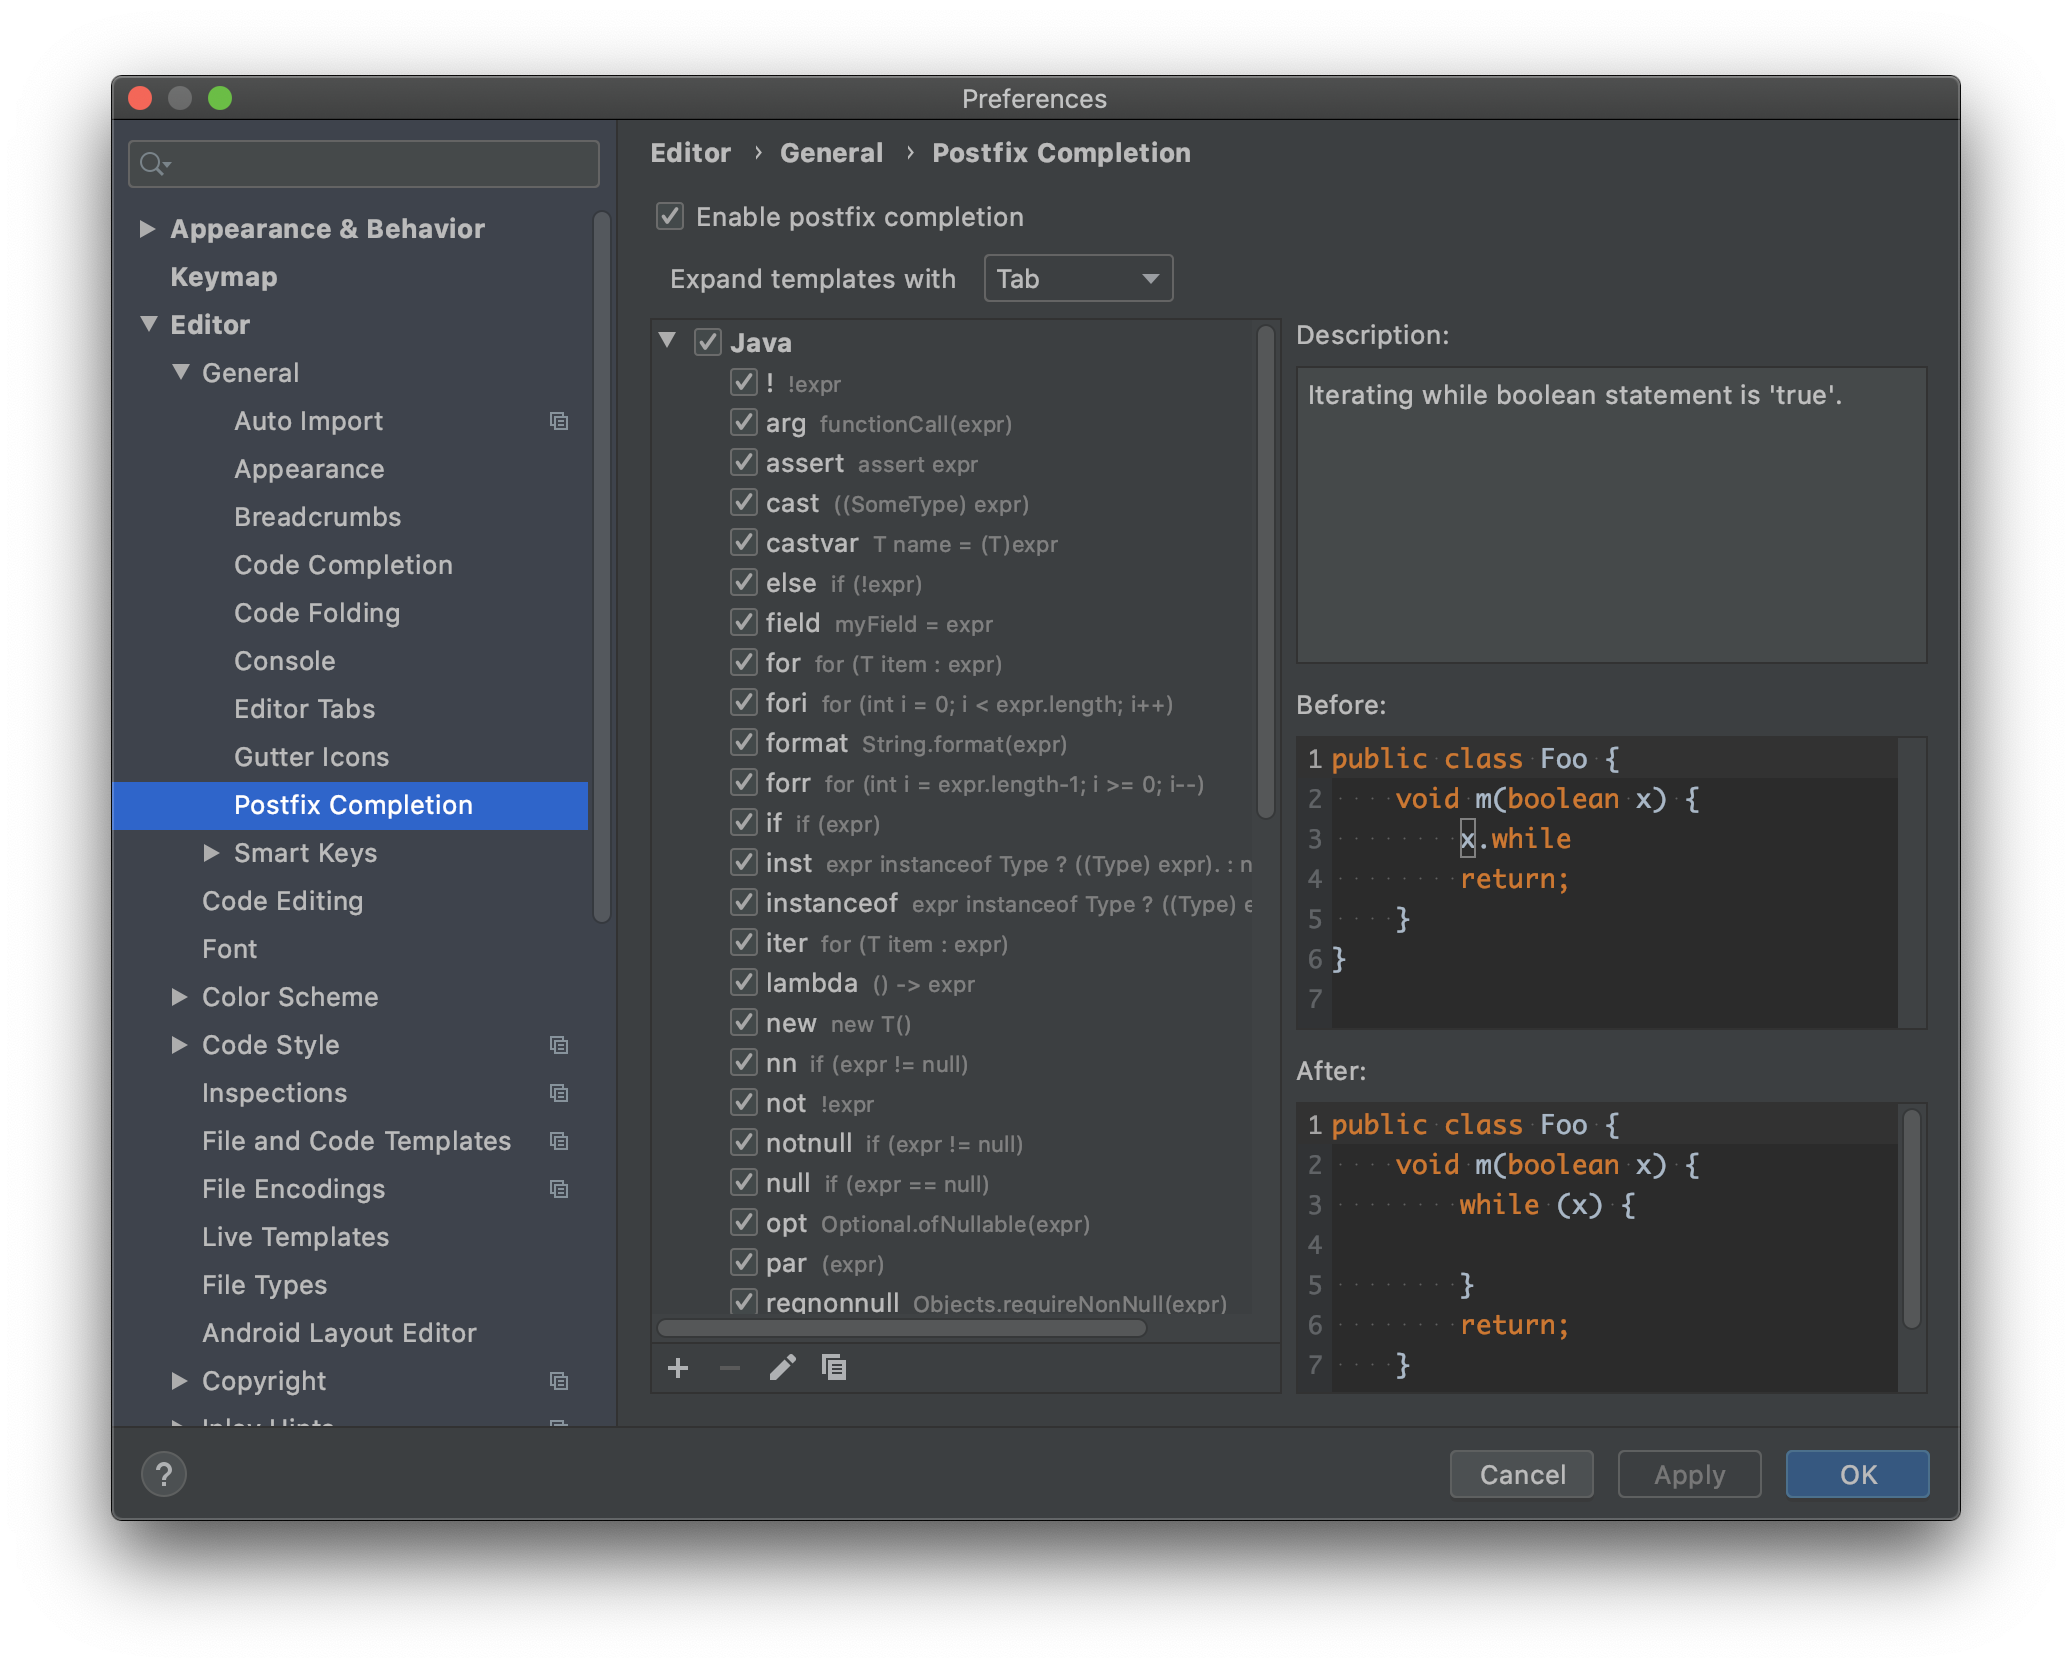 Preferences
Appearance & Behavior
Keymap
Editor
General
Auto Import
Appearance
Breadcrumbs
Code Completion
Code Folding
Console
Editor Tabs
Gutter Icons
Postfix Completion
Smart Keys
Code Editing
Font
Color Scheme
Code Style
Inspections
File and Code Templates
File Encodings
Live Templates
File Types
Android Layout Editor
Copyright
Inlay Hints
Editor › General › Postfix Completion
Enable postfix completion
Expand templates with Tab
Java
! !expr
arg functionCall(expr)
assert assert expr
cast ((SomeType) expr)
castvar T name = (T)expr
else if (!expr)
field myField = expr
for for (T item : expr)
fori for (int i = 0; i < expr.length; i++)
format String.format(expr)
forr for (int i = expr.length-1; i >= 0; i--)
if if (expr)
inst expr instanceof Type ? ((Type) expr). : n
instanceof expr instanceof Type ? ((Type) e
iter for (T item : expr)
lambda () -> expr
new new T()
nn if (expr != null)
not !expr
notnull if (expr != null)
null if (expr == null)
opt Optional.ofNullable(expr)
par (expr)
reqnonnull Objects.requireNonNull(expr)
Description:
Iterating while boolean statement is 'true'.
Before:
1 public class Foo {
2 void m(boolean x) {
3 x.while
4 return;
5 }
6 }
7
After:
1 public class Foo {
2 void m(boolean x) {
3 while (x) {
4
5 }
6 return;
7 }
?
Cancel
Apply
OK